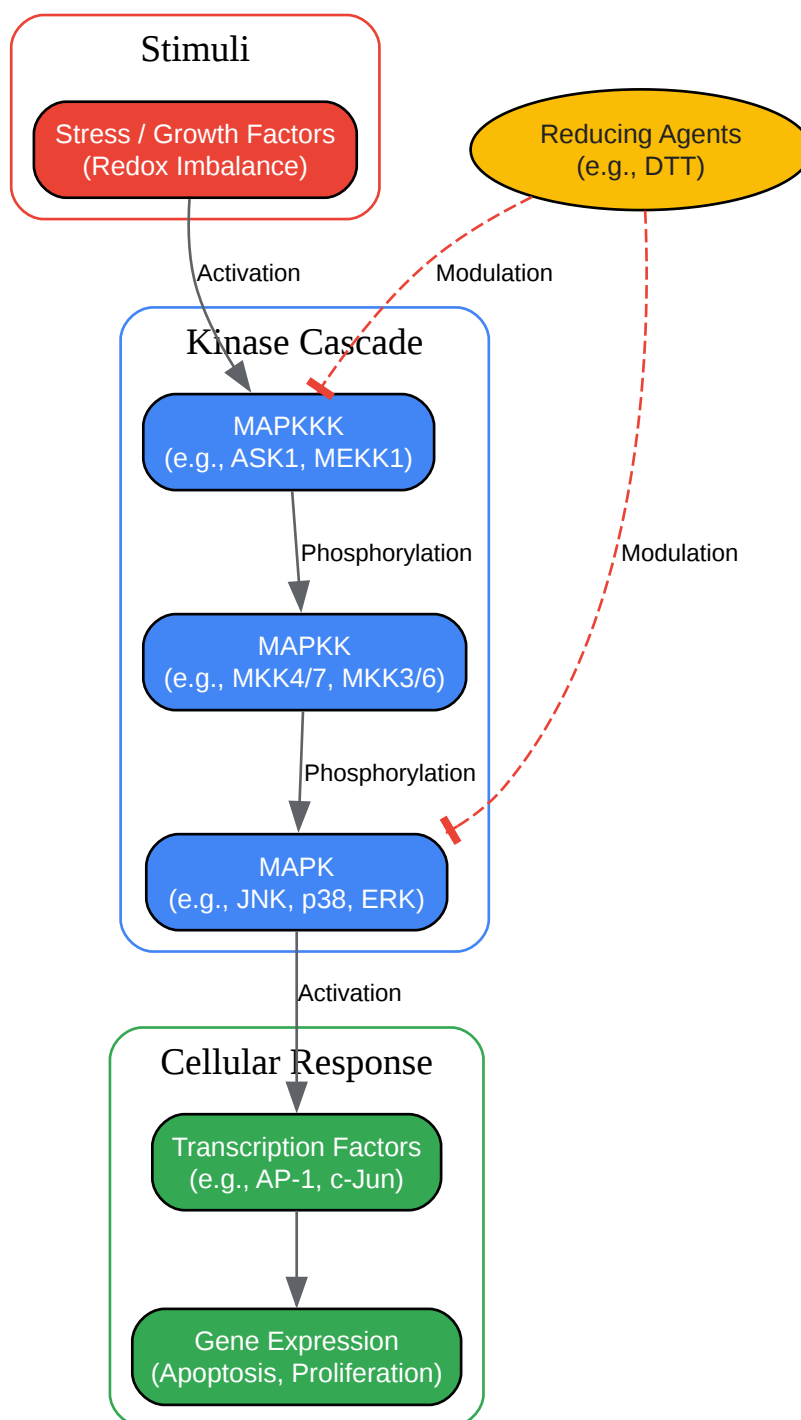 Stimuli
Stress / Growth Factors
(Redox Imbalance)
Reducing Agents
(e.g., DTT)
Activation
Modulation
Kinase Cascade
MAPKKK
(e.g., ASK1, MEKK1)
Phosphorylation
Modulation
MAPKK
(e.g., MKK4/7, MKK3/6)
Phosphorylation
MAPK
(e.g., JNK, p38, ERK)
Activation
Cellular Response
Transcription Factors
(e.g., AP-1, c-Jun)
Gene Expression
(Apoptosis, Proliferation)